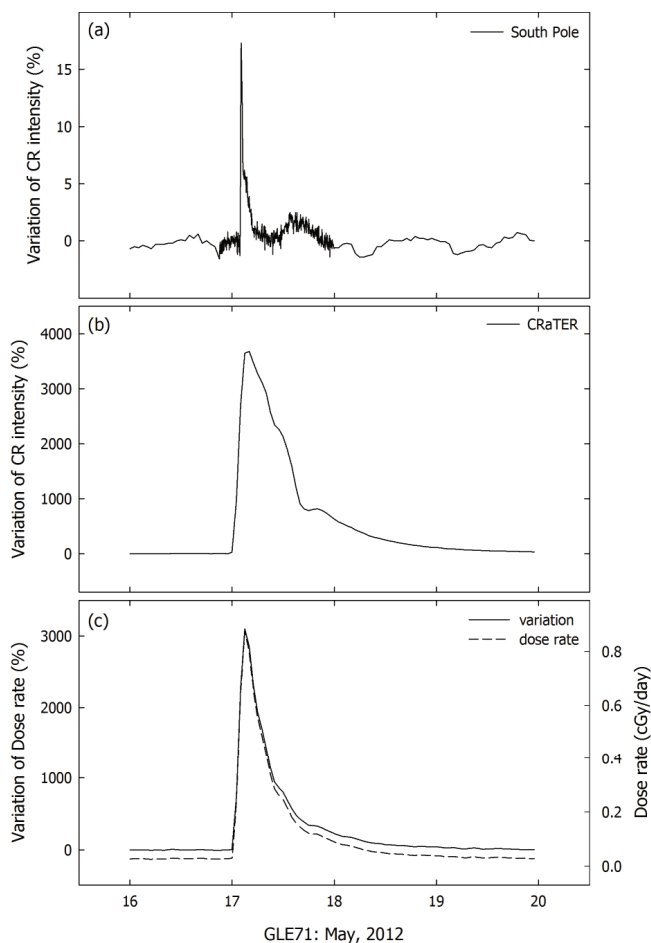 (a)
South Pole
Variation of CR intensity (%)
15
10
5
0
(b)
CRaTER
Variation of CR intensity (%)
4000
3000
2000
1000
0
(c)
variation
dose rate
Variation of Dose rate (%)
3000
2000
1000
0
Dose rate (cGy/day)
0.8
0.6
0.4
0.2
0.0
16 17 18 19 20
GLE71: May, 2012